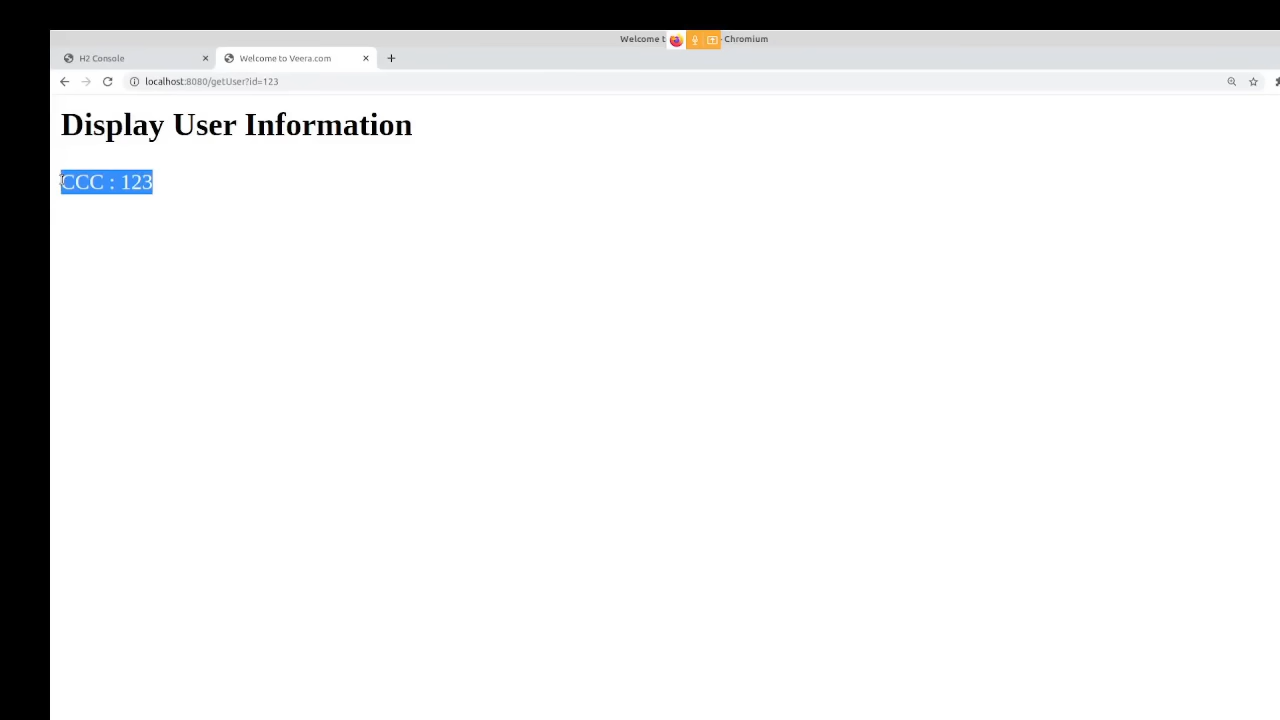 Welcome t - Chromium
H2 Console
Welcome to Veera.com
localhost:8080/getUser?id=123
Display User Information
CCC : 123